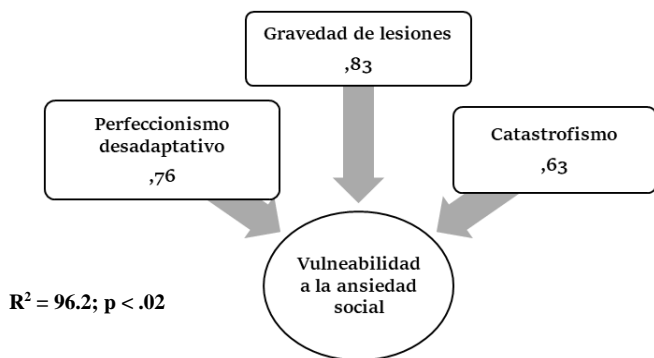 Gravedad de lesiones
,83
Perfeccionismo
desadaptativo
,76
Catastrofismo
,63
Vulneabilidad
a la ansiedad
social
R² = 96.2; p < .02